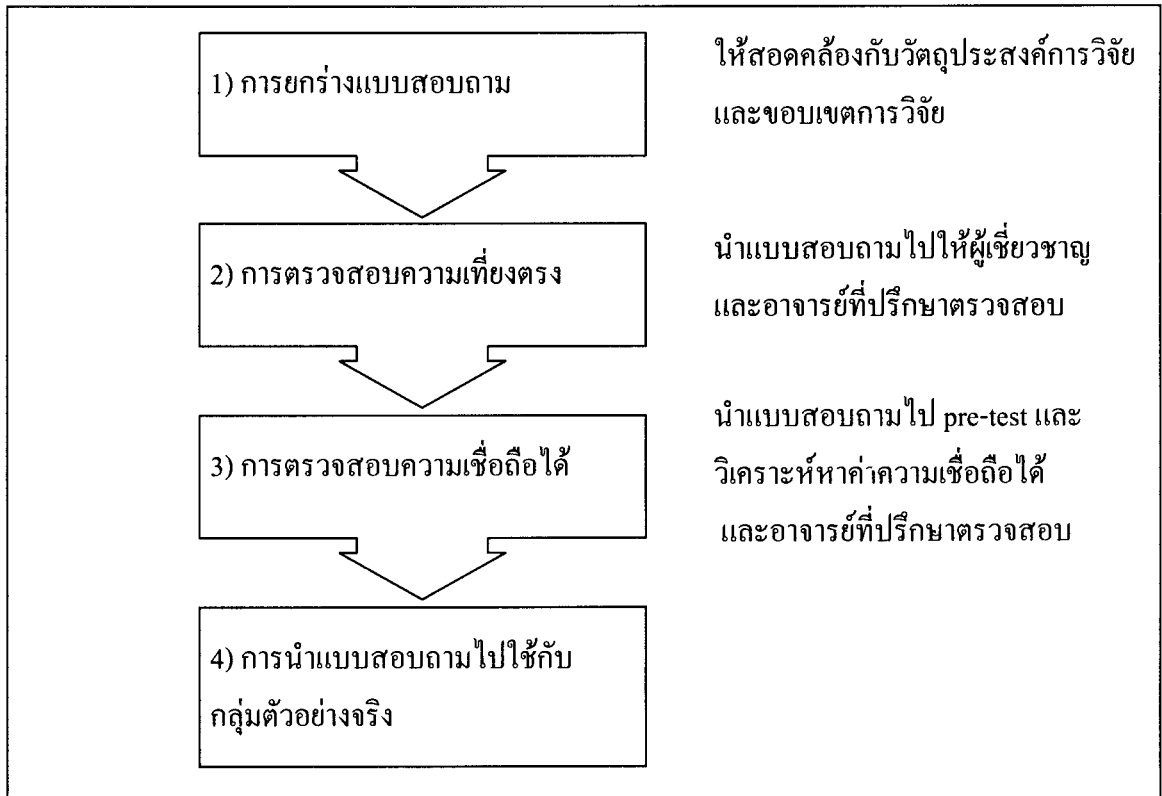 1) การยกร่างแบบสอบถาม
ให้สอดคล้องกับวัตถุประสงค์การวิจัย
และขอบเขตการวิจัย
2) การตรวจสอบความเที่ยงตรง
นำแบบสอบถามไปให้ผู้เชี่ยวชาญ
และอาจารย์ที่ปรึกษาตรวจสอบ
3) การตรวจสอบความเชื่อถือได้
นำแบบสอบถามไป pre-test และ
วิเคราะห์หาค่าความเชื่อถือได้
และอาจารย์ที่ปรึกษาตรวจสอบ
4) การนำแบบสอบถามไปใช้กับ
กลุ่มตัวอย่างจริง